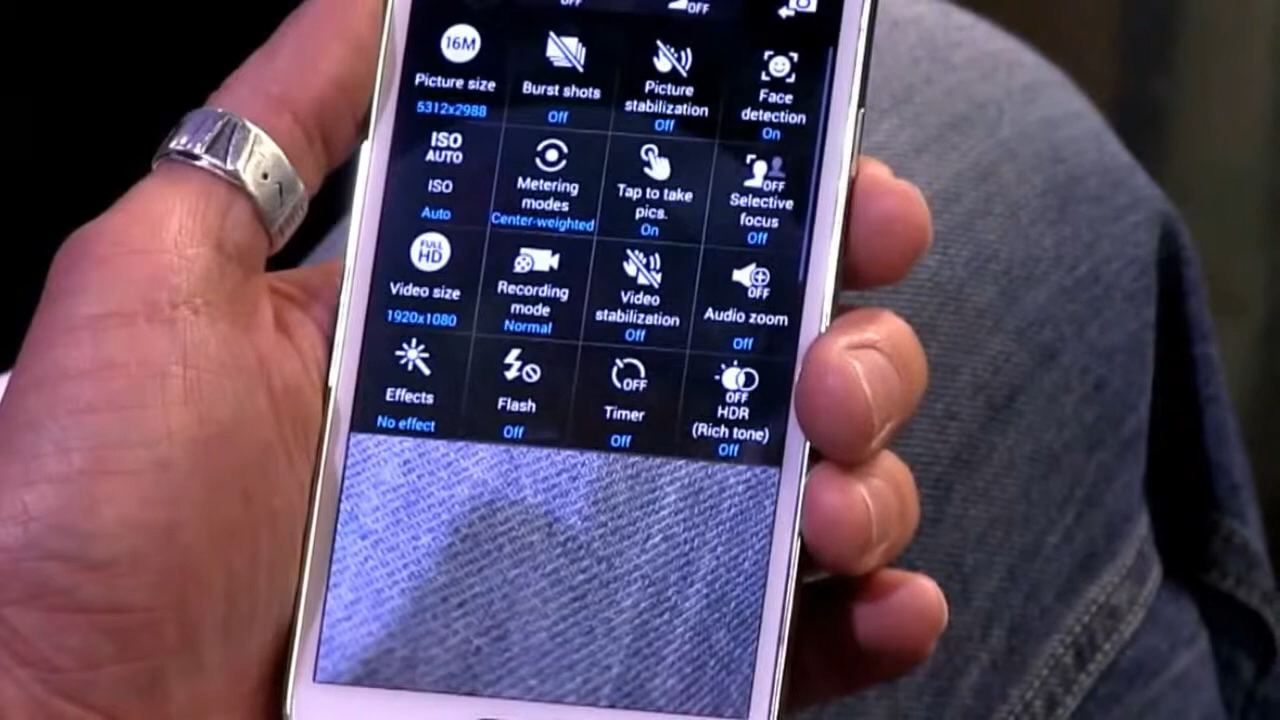 OFF
OFF
16M
Picture size
5312x2988
Burst shots
Off
Picture
stabilization
Off
Face
detection
On
ISO
AUTO
ISO
Auto
Metering
modes
Center-weighted
Tap to take
pics.
On
OFF
Selective
focus
Off
FULL
HD
Video size
1920x1080
Recording
mode
Normal
Video
stabilization
Off
OFF
Audio zoom
Off
Effects
No effect
Flash
Off
OFF
Timer
Off
OFF
HDR
(Rich tone)
Off